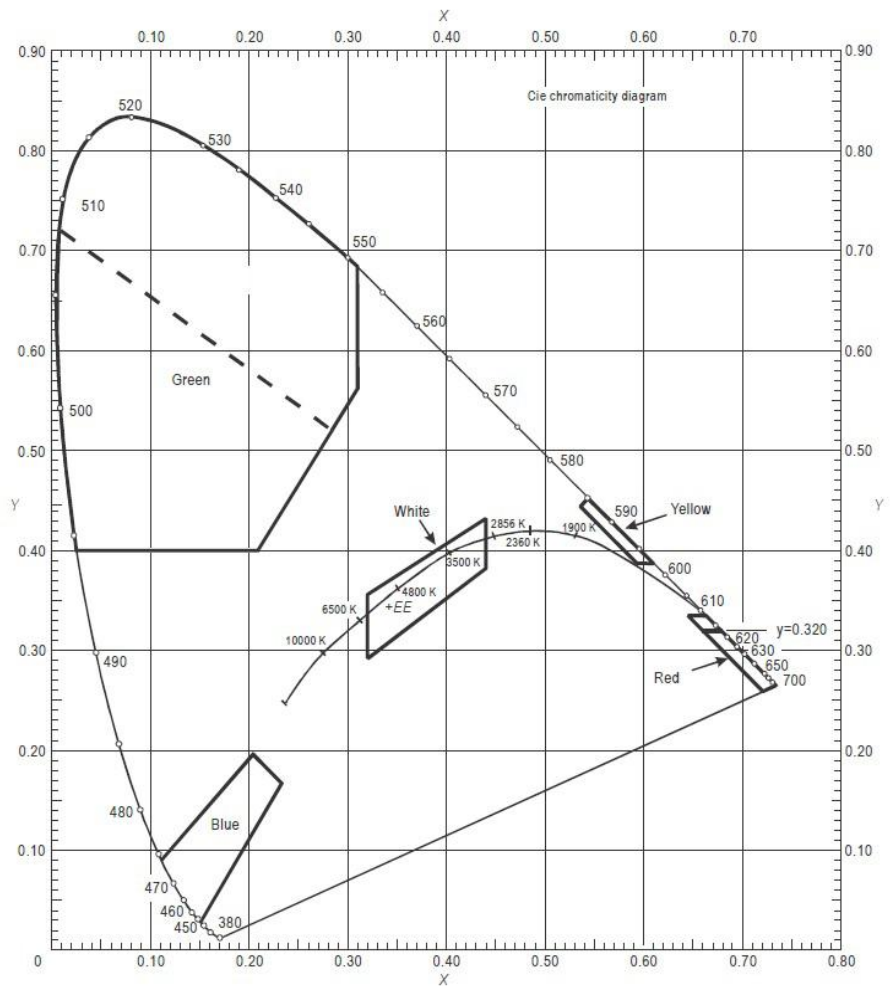 X
0.10 0.20 0.30 0.40 0.50 0.60 0.70
0.90 0.90
Cie chromaticity diagram
520
530
0.80 0.80
540
510
550
0.70 0.70
560
0.60 0.60
Green
570
500
580
0.50 0.50
Y Y
White
590
Yellow
2856 K
1900 K
2360 K
0.40 0.40
3500 K
600
4800 K
+EE
6500 K
610
y=0.320
10000 K
620
0.30 630 0.30
490
650
Red
700
0.20 0.20
480
Blue
0.10 0.10
470
460
450
380
0 0.10 0.20 0.30 0.40 0.50 0.60 0.70 0.80
X